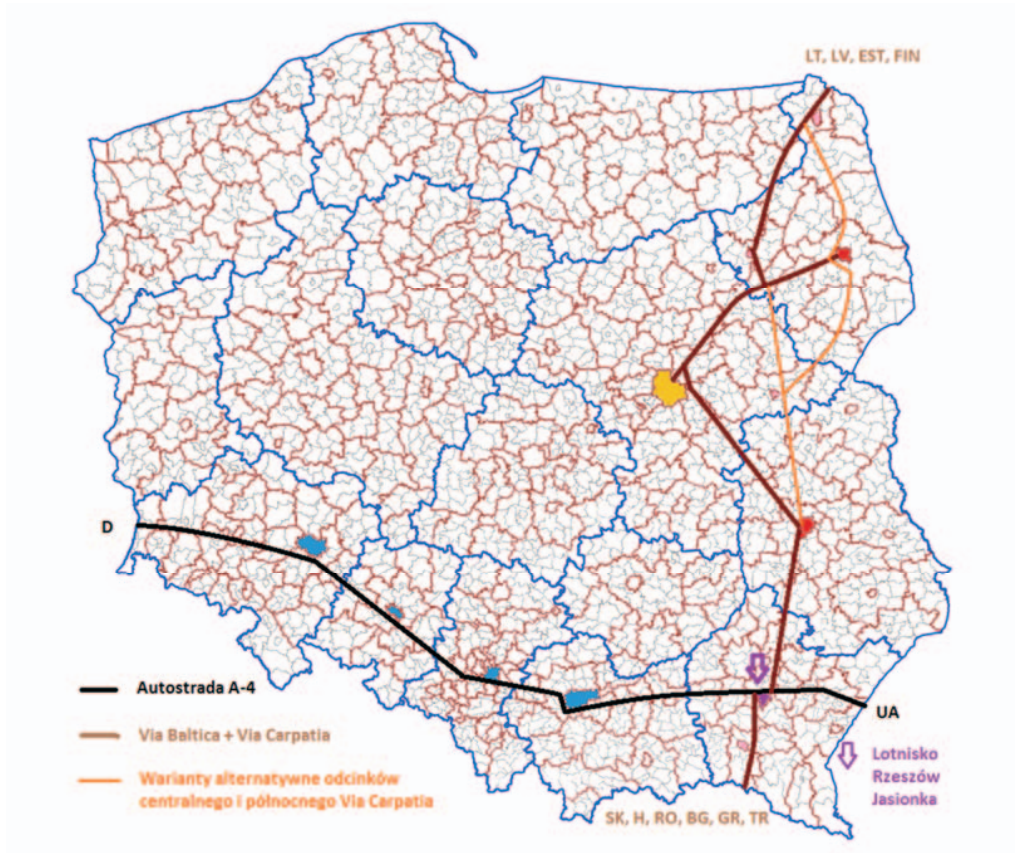 LT, LV, EST, FIN
D
Autostrada A-4
UA
Via Baltica + Via Carpatia
Lotnisko
Rzeszów
Jasionka
Warianty alternatywne odcinków
centralnego i północnego Via Carpatia
SK, H, RO, BG, GR, TR